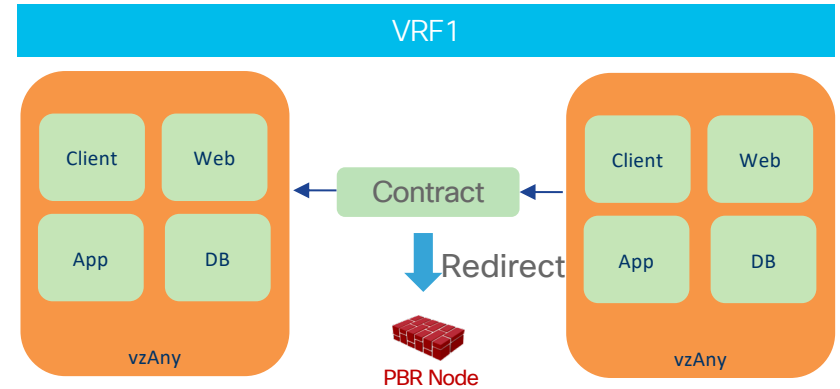 VRF1
Client
Web
App
DB
vzAny
Contract
Redirect
PBR Node
Client
Web
App
DB
vzAny